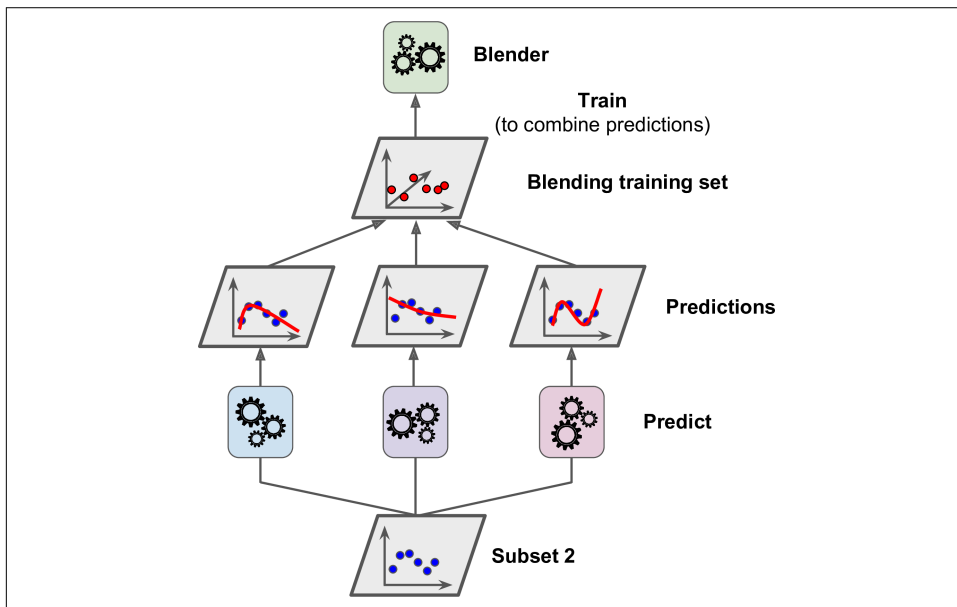 Blender
Train
(to combine predictions)
Blending training set
Predictions
Predict
Subset 2